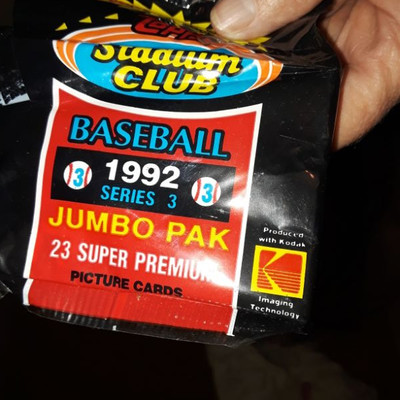 Stadium
CLUB
BASEBALL
3 1992 3
SERIES 3
JUMBO PAK
23 SUPER PREMIUM
PICTURE CARDS
Produced
with Kodak
Imaging
Technology